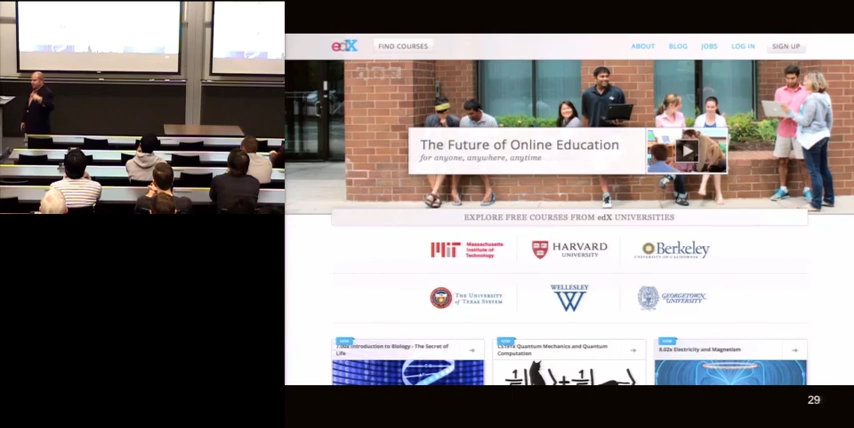 edX
FIND COURSES
ABOUT
BLOG
JOBS
LOG IN
SIGN UP
The Future of Online Education
for anyone, anywhere, anytime
EXPLORE FREE COURSES FROM edX UNIVERSITIES
MIT
Massachusetts
Institute of
Technology
HARVARD
UNIVERSITY
Berkeley
UNIVERSITY OF CALIFORNIA
THE UNIVERSITY
OF TEXAS SYSTEM
WELLESLEY
W
GEORGETOWN
UNIVERSITY
NEW
Introduction to Biology - The Secret of
Life
NEW
Quantum Mechanics and Quantum
Computation
NEW
8.02x Electricity and Magnetism
29